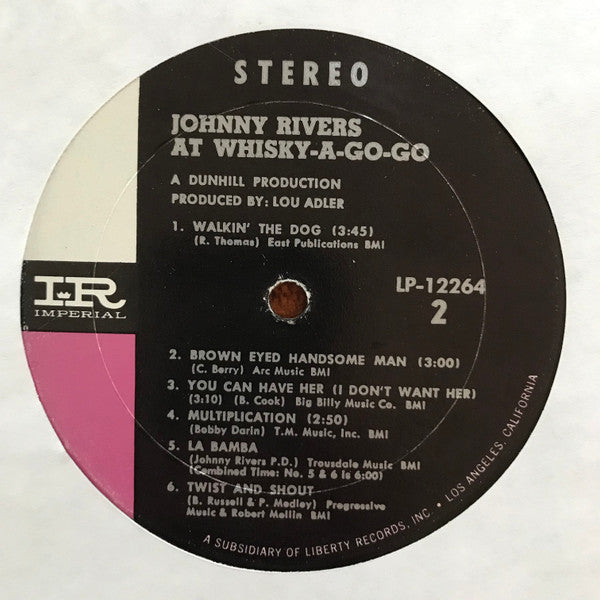 STEREO
JOHNNY RIVERS
AT WHISKY-A-GO-GO
A DUNHILL PRODUCTION
PRODUCED BY: LOU ADLER
1. WALKIN' THE DOG (3:45)
(R. Thomas) East Publications BMI
IR
IMPERIAL
LP-12264
2
2. BROWN EYED HANDSOME MAN (3:00)
(C. Berry) Arc Music BMI
3. YOU CAN HAVE HER (I DON'T WANT HER)
(3:10) (B. Cook) Big Billy Music Co. BMI
4. MULTIPLICATION (2:50)
(Bobby Darin) T.M. Music, Inc. BMI
5. LA BAMBA
(Johnny Rivers P.D.) Trousdale Music BMI
(Combined Time: No. 5 & 6 is 6:00)
6. TWIST AND SHOUT
(B. Russell & P. Medley) Progressive
Music & Robert Mellin BMI
A SUBSIDIARY OF LIBERTY RECORDS, INC. • LOS ANGELES, CALIFORNIA